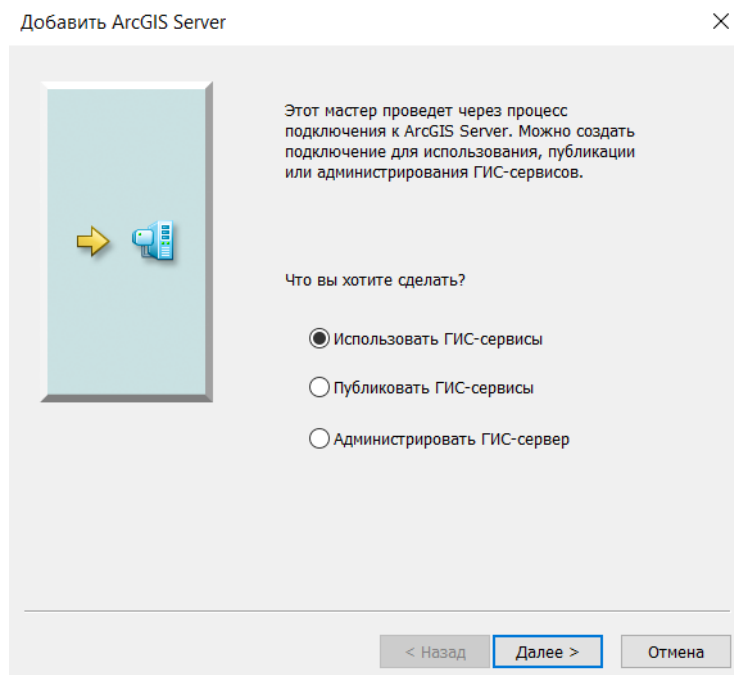 Добавить ArcGIS Server
Этот мастер проведет через процесс
подключения к ArcGIS Server. Можно создать
подключение для использования, публикации
или администрирования ГИС-сервисов.
Что вы хотите сделать?
Использовать ГИС-сервисы
Публиковать ГИС-сервисы
Администрировать ГИС-сервер
< Назад Далее > Отмена